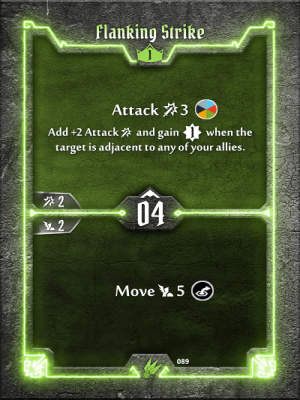 Flanking Strike
1
Attack 3
Add +2 Attack and gain 1 when the
target is adjacent to any of your allies.
2
04
2
Move 5
089